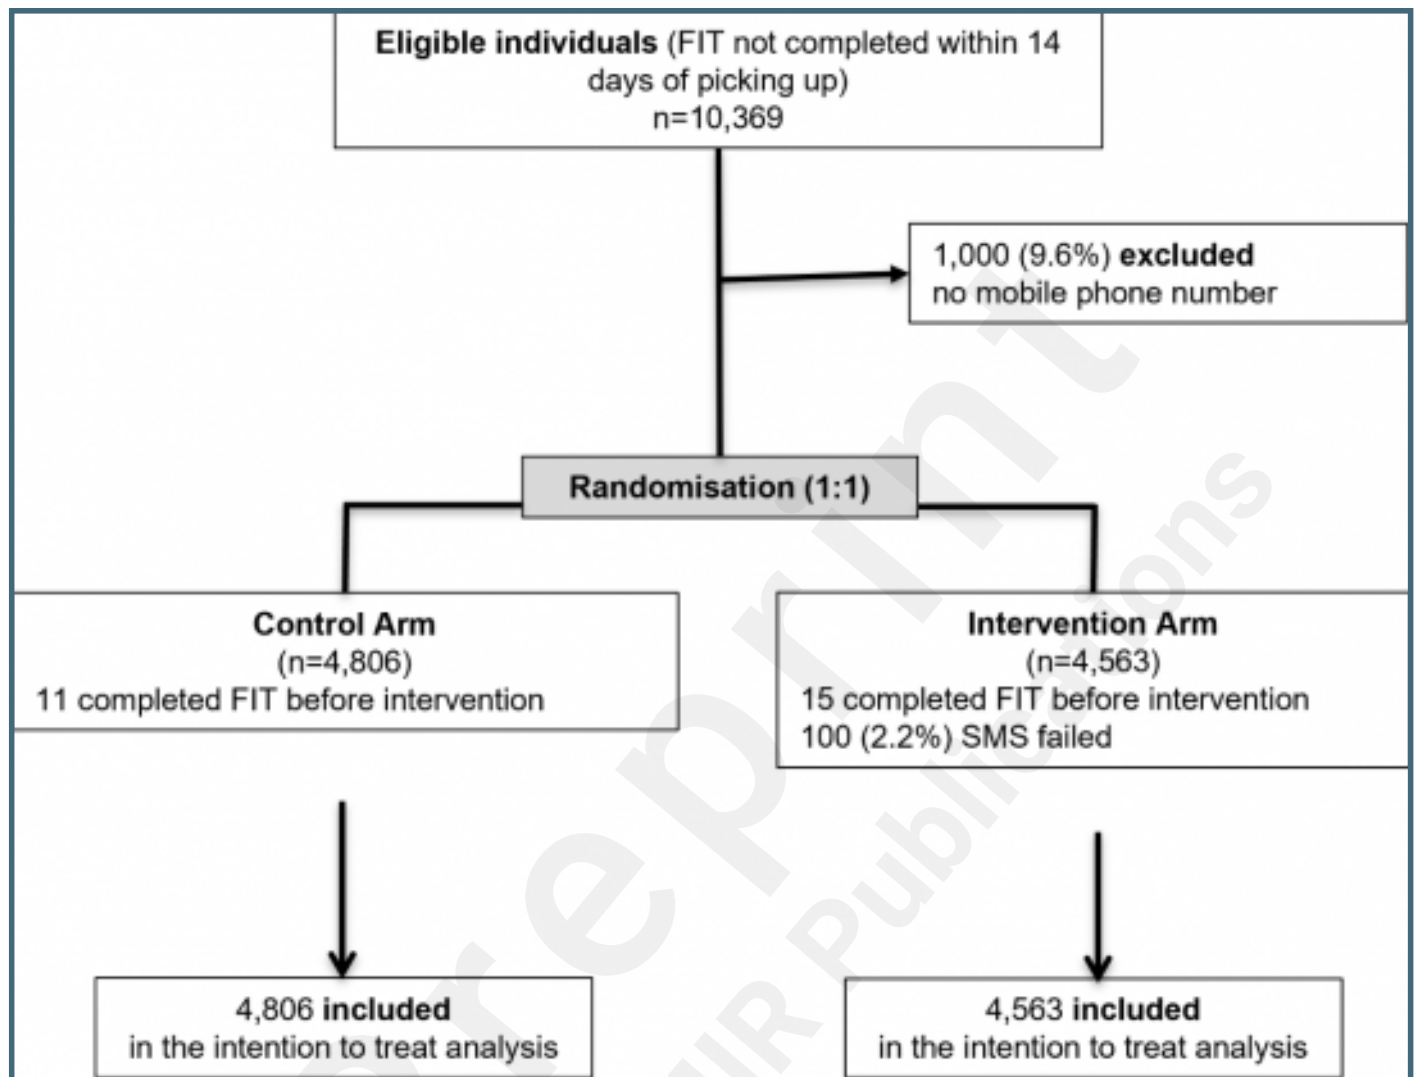 Eligible individuals (FIT not completed within 14
days of picking up)
n=10,369
1,000 (9.6%) excluded
no mobile phone number
Randomisation (1:1)
Control Arm
(n=4,806)
11 completed FIT before intervention
Intervention Arm
(n=4,563)
15 completed FIT before intervention
100 (2.2%) SMS failed
4,806 included
in the intention to treat analysis
4,563 included
in the intention to treat analysis
Preprint
Publications